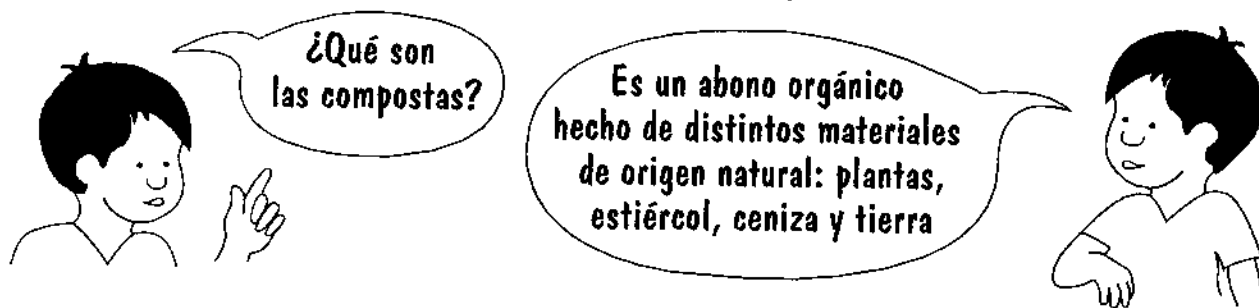 ¿Qué son
las compostas?
Es un abono orgánico
hecho de distintos materiales
de origen natural: plantas,
estiércol, ceniza y tierra